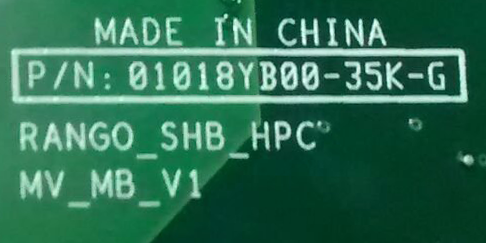 MADE IN CHINA
P/N: 01018YB00-35K-G
RANGO_SHB_HPC
MV_MB_V1